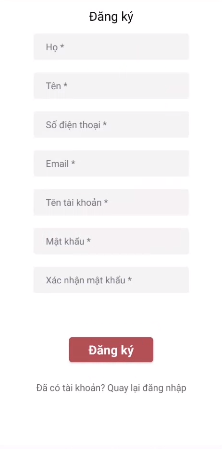 Đăng ký
Họ *
Tên *
Số điện thoại *
Email *
Tên tài khoản *
Mật khẩu *
Xác nhận mật khẩu *
Đăng ký
Đã có tài khoản? Quay lại đăng nhập